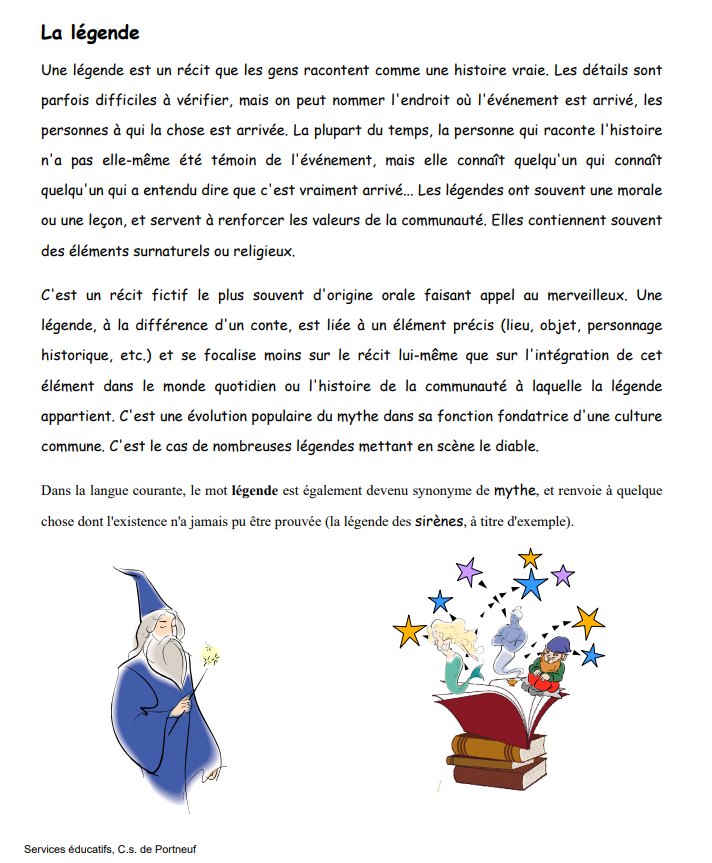 La légende
Une légende est un récit que les gens racontent comme une histoire vraie. Les détails sont
parfois difficiles à vérifier, mais on peut nommer l'endroit où l'événement est arrivé, les
personnes à qui la chose est arrivée. La plupart du temps, la personne qui raconte l'histoire
n'a pas elle-même été témoin de l'événement, mais elle connaît quelqu'un qui connaît
quelqu'un qui a entendu dire que c'est vraiment arrivé... Les légendes ont souvent une morale
ou une leçon, et servent à renforcer les valeurs de la communauté. Elles contiennent souvent
des éléments surnaturels ou religieux.
C'est un récit fictif le plus souvent d'origine orale faisant appel au merveilleux. Une
légende, à la différence d'un conte, est liée à un élément précis (lieu, objet, personnage
historique, etc.) et se focalise moins sur le récit lui-même que sur l'intégration de cet
élément dans le monde quotidien ou l'histoire de la communauté à laquelle la légende
appartient. C'est une évolution populaire du mythe dans sa fonction fondatrice d'une culture
commune. C'est le cas de nombreuses légendes mettant en scène le diable.
Dans la langue courante, le mot légende est également devenu synonyme de mythe, et renvoie à quelque
chose dont l'existence n'a jamais pu être prouvée (la légende des sirènes, à titre d'exemple).
Services éducatifs, C.s. de Portneuf